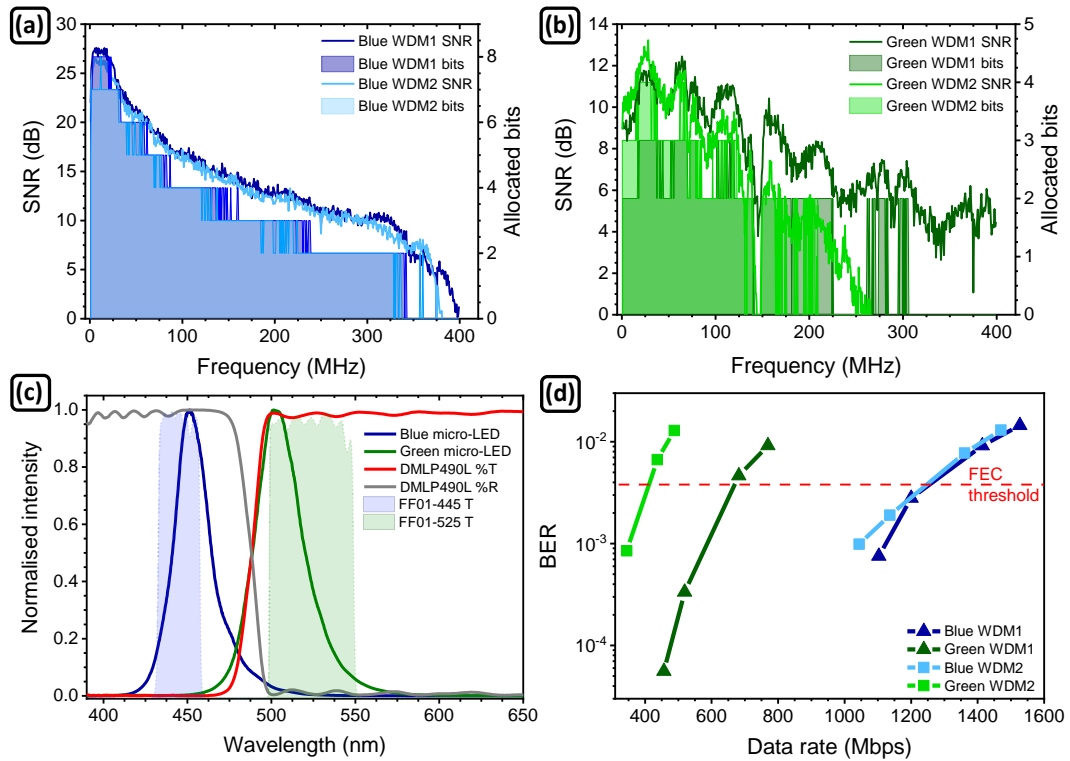 (a)
30
25
20
15
10
5
0
SNR (dB)
8
6
4
2
0
Allocated bits
Blue WDM1 SNR
Blue WDM1 bits
Blue WDM2 SNR
Blue WDM2 bits
0 100 200 300 400
Frequency (MHz)
(b)
14
12
10
8
6
4
2
0
SNR (dB)
5
4
3
2
1
0
Allocated bits
Green WDM1 SNR
Green WDM1 bits
Green WDM2 SNR
Green WDM2 bits
0 100 200 300 400
Frequency (MHz)
(c)
1.0
0.8
0.6
0.4
0.2
0.0
Normalised intensity
Blue micro-LED
Green micro-LED
DMLP490L %T
DMLP490L %R
FF01-445 T
FF01-525 T
400 450 500 550 600 650
Wavelength (nm)
(d)
10-2
10-3
10-4
BER
FEC
threshold
Blue WDM1
Green WDM1
Blue WDM2
Green WDM2
400 600 800 1000 1200 1400 1600
Data rate (Mbps)